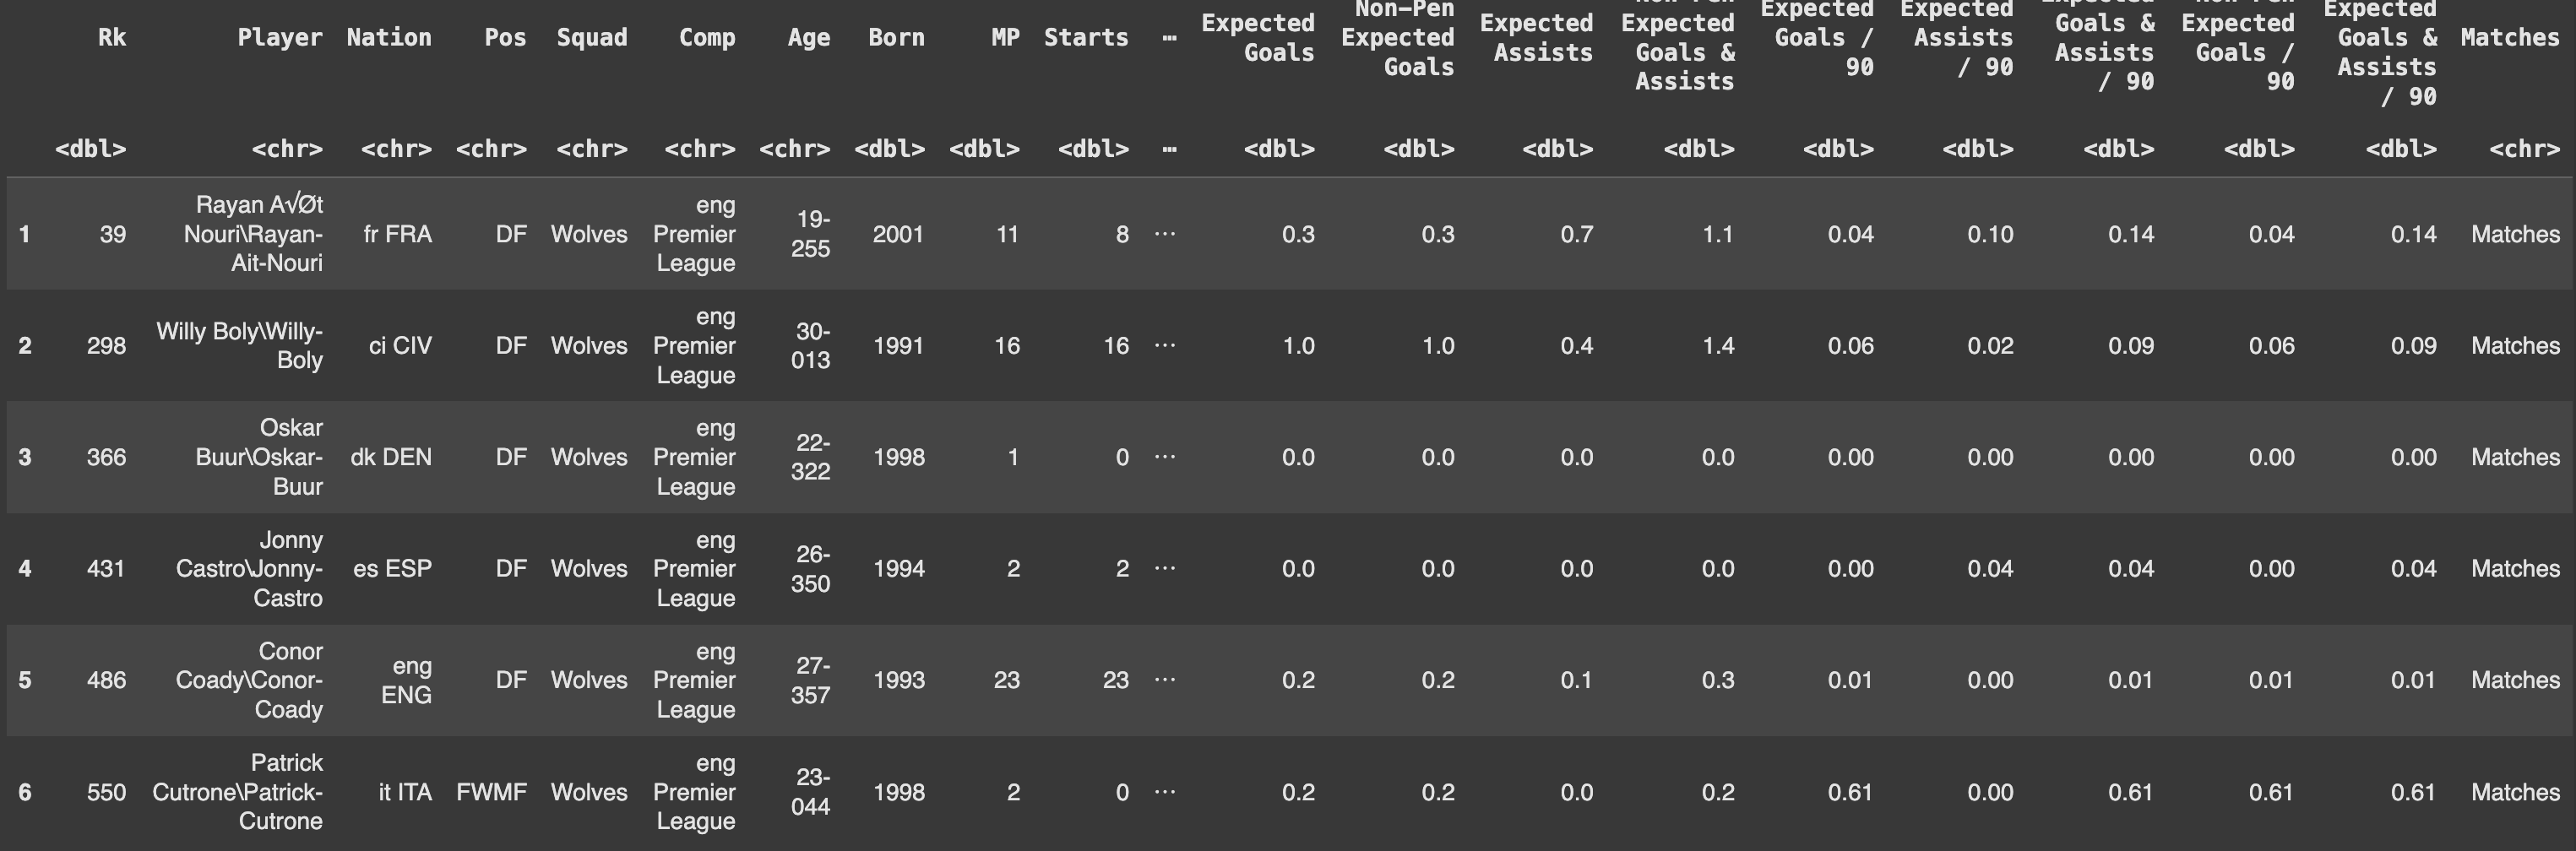 Rk Player Nation Pos Squad Comp Age Born MP Starts ⋯ Expected Goals Non-Pen Expected Goals Expected Assists Non-Pen Expected Goals & Assists Expected Goals / 90 Expected Assists / 90 Expected Goals & Assists / 90 Non-Pen Expected Goals / 90 Expected Goals & Assists / 90 Matches
<dbl> <chr> <chr> <chr> <chr> <chr> <chr> <dbl> <dbl> <dbl> ⋯ <dbl> <dbl> <dbl> <dbl> <dbl> <dbl> <dbl> <dbl> <dbl> <chr>
1 39 Rayan A√Øt Nouri\Rayan-Ait-Nouri fr FRA DF Wolves eng Premier League 19-255 2001 11 8 ⋯ 0.3 0.3 0.7 1.1 0.04 0.10 0.14 0.04 0.14 Matches
2 298 Willy Boly\Willy-Boly ci CIV DF Wolves eng Premier League 30-013 1991 16 16 ⋯ 1.0 1.0 0.4 1.4 0.06 0.02 0.09 0.06 0.09 Matches
3 366 Oskar Buur\Oskar-Buur dk DEN DF Wolves eng Premier League 22-322 1998 1 0 ⋯ 0.0 0.0 0.0 0.0 0.00 0.00 0.00 0.00 0.00 Matches
4 431 Jonny Castro\Jonny-Castro es ESP DF Wolves eng Premier League 26-350 1994 2 2 ⋯ 0.0 0.0 0.0 0.0 0.00 0.04 0.04 0.00 0.04 Matches
5 486 Conor Coady\Conor-Coady eng ENG DF Wolves eng Premier League 27-357 1993 23 23 ⋯ 0.2 0.2 0.1 0.3 0.01 0.00 0.01 0.01 0.01 Matches
6 550 Patrick Cutrone\Patrick-Cutrone it ITA FWMF Wolves eng Premier League 23-044 1998 2 0 ⋯ 0.2 0.2 0.0 0.2 0.61 0.00 0.61 0.61 0.61 Matches